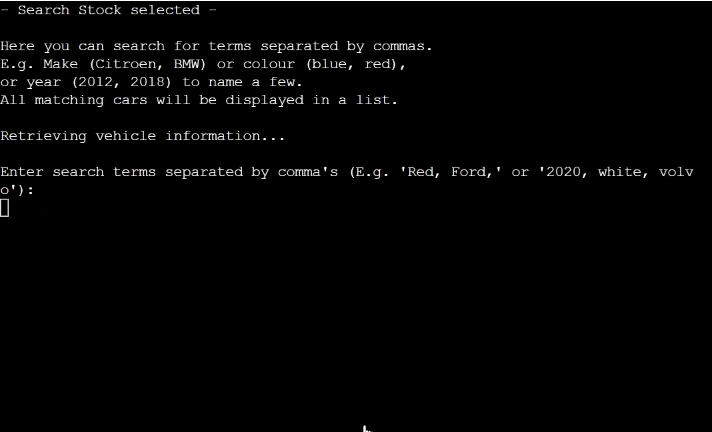 - Search Stock selected -
Here you can search for terms separated by commas.
E.g. Make (Citroen, BMW) or colour (blue, red),
or year (2012, 2018) to name a few.
All matching cars will be displayed in a list.
Retrieving vehicle information...
Enter search terms separated by comma's (E.g. 'Red, Ford,' or '2020, white, volv
o'):